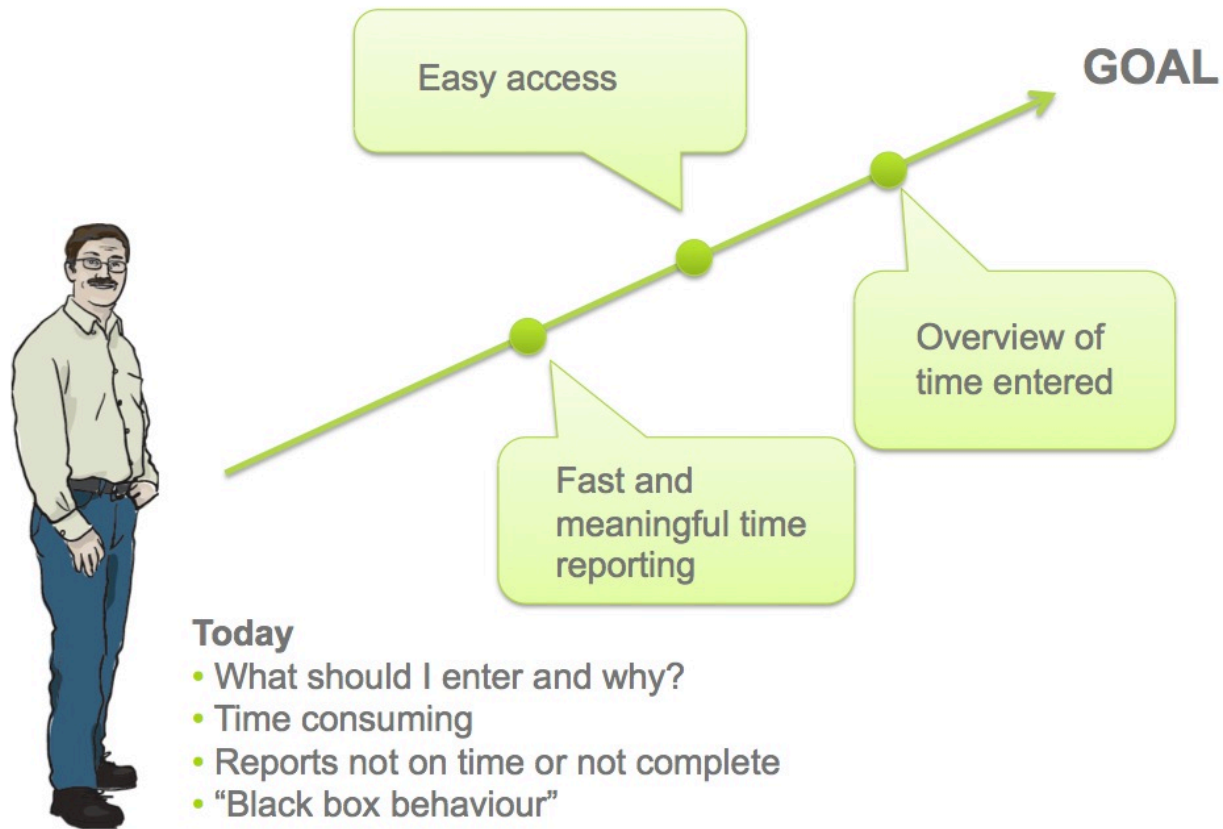 Easy access
GOAL
Overview of
time entered
Fast and
meaningful time
reporting
Today
• What should I enter and why?
• Time consuming
• Reports not on time or not complete
• “Black box behaviour”